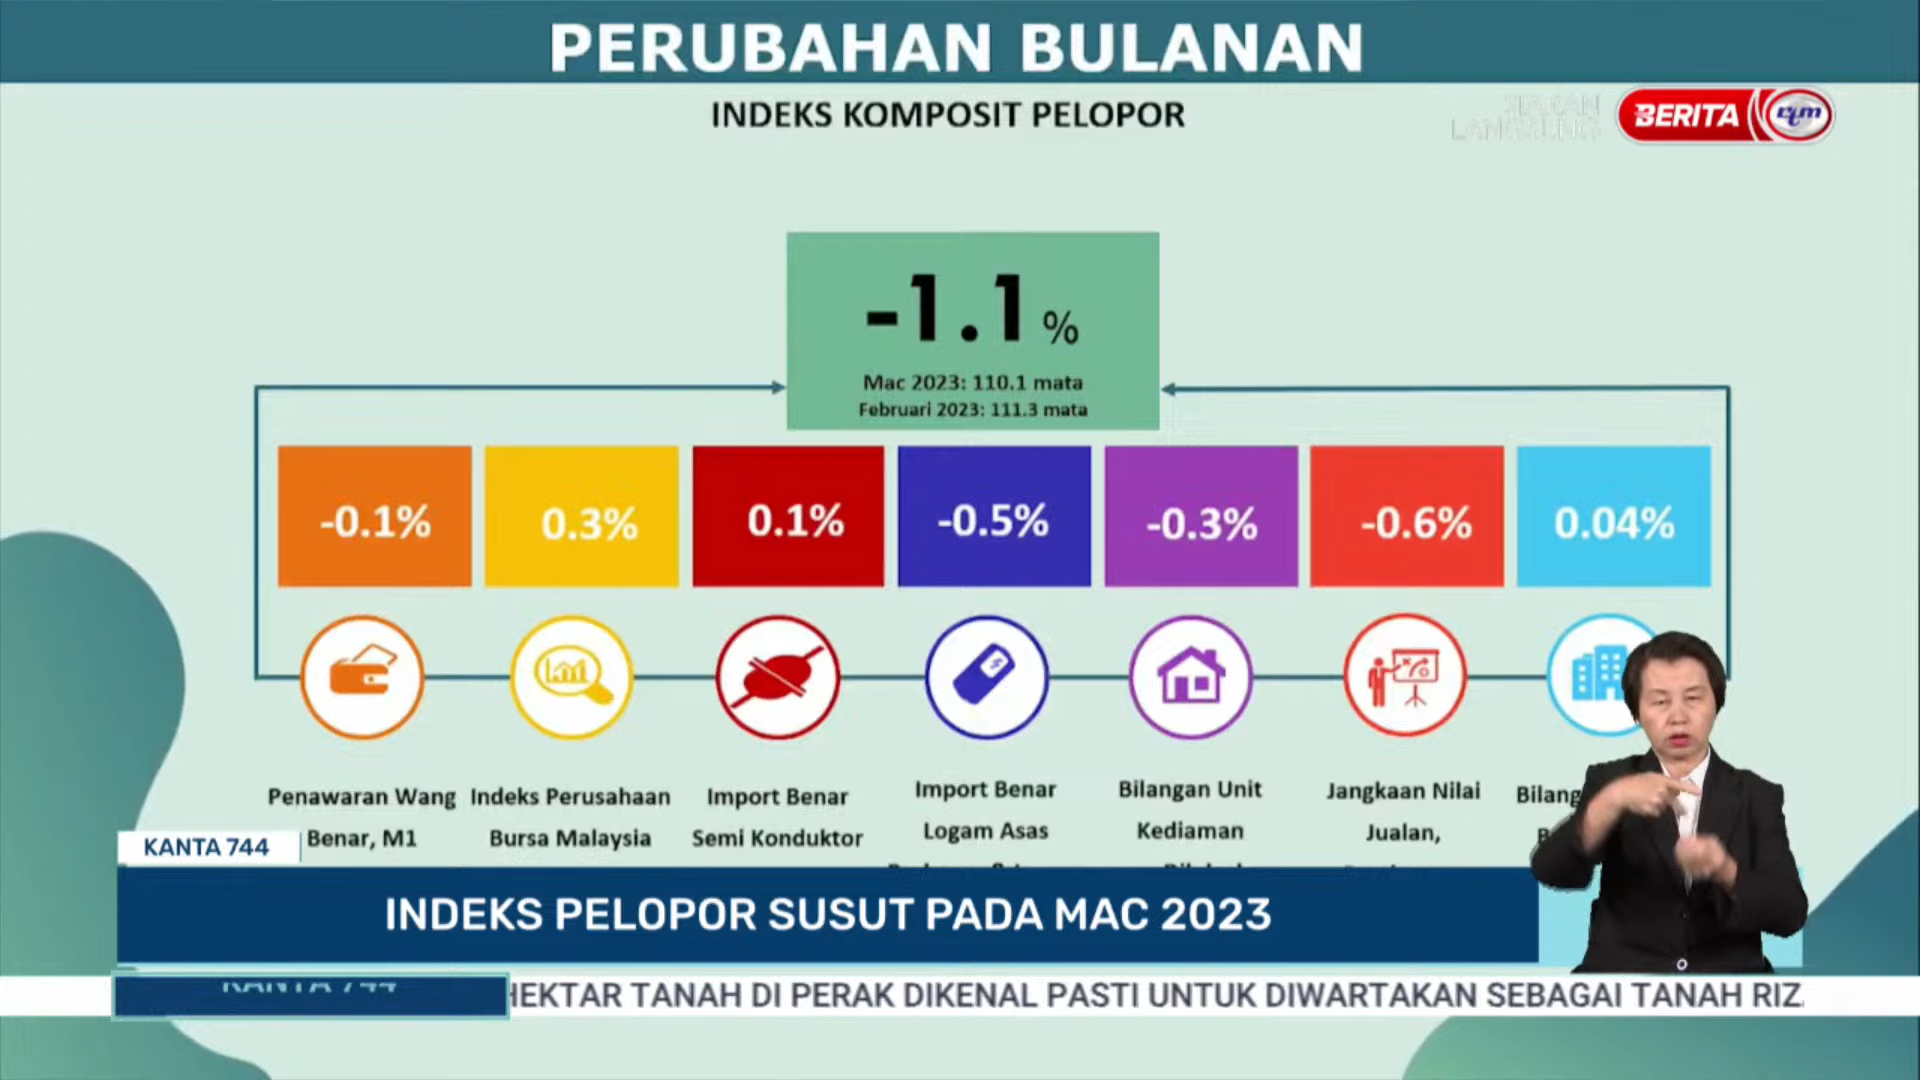 PERUBAHAN BULANAN
INDEKS KOMPOSIT PELOPOR
SIARAN
LANGSUNG
BERITA rtm
-1.1 %
Mac 2023: 110.1 mata
Februari 2023: 111.3 mata
-0.1%
0.3%
0.1%
-0.5%
-0.3%
-0.6%
0.04%
Penawaran Wang
Benar, M1
Indeks Perusahaan
Bursa Malaysia
Import Benar
Semi Konduktor
Import Benar
Logam Asas
Bilangan Unit
Kediaman
Jangkaan Nilai
Jualan,
KANTA 744
INDEKS PELOPOR SUSUT PADA MAC 2023
HEKTAR TANAH DI PERAK DIKENAL PASTI UNTUK DIWARTAKAN SEBAGAI TANAH RIZ